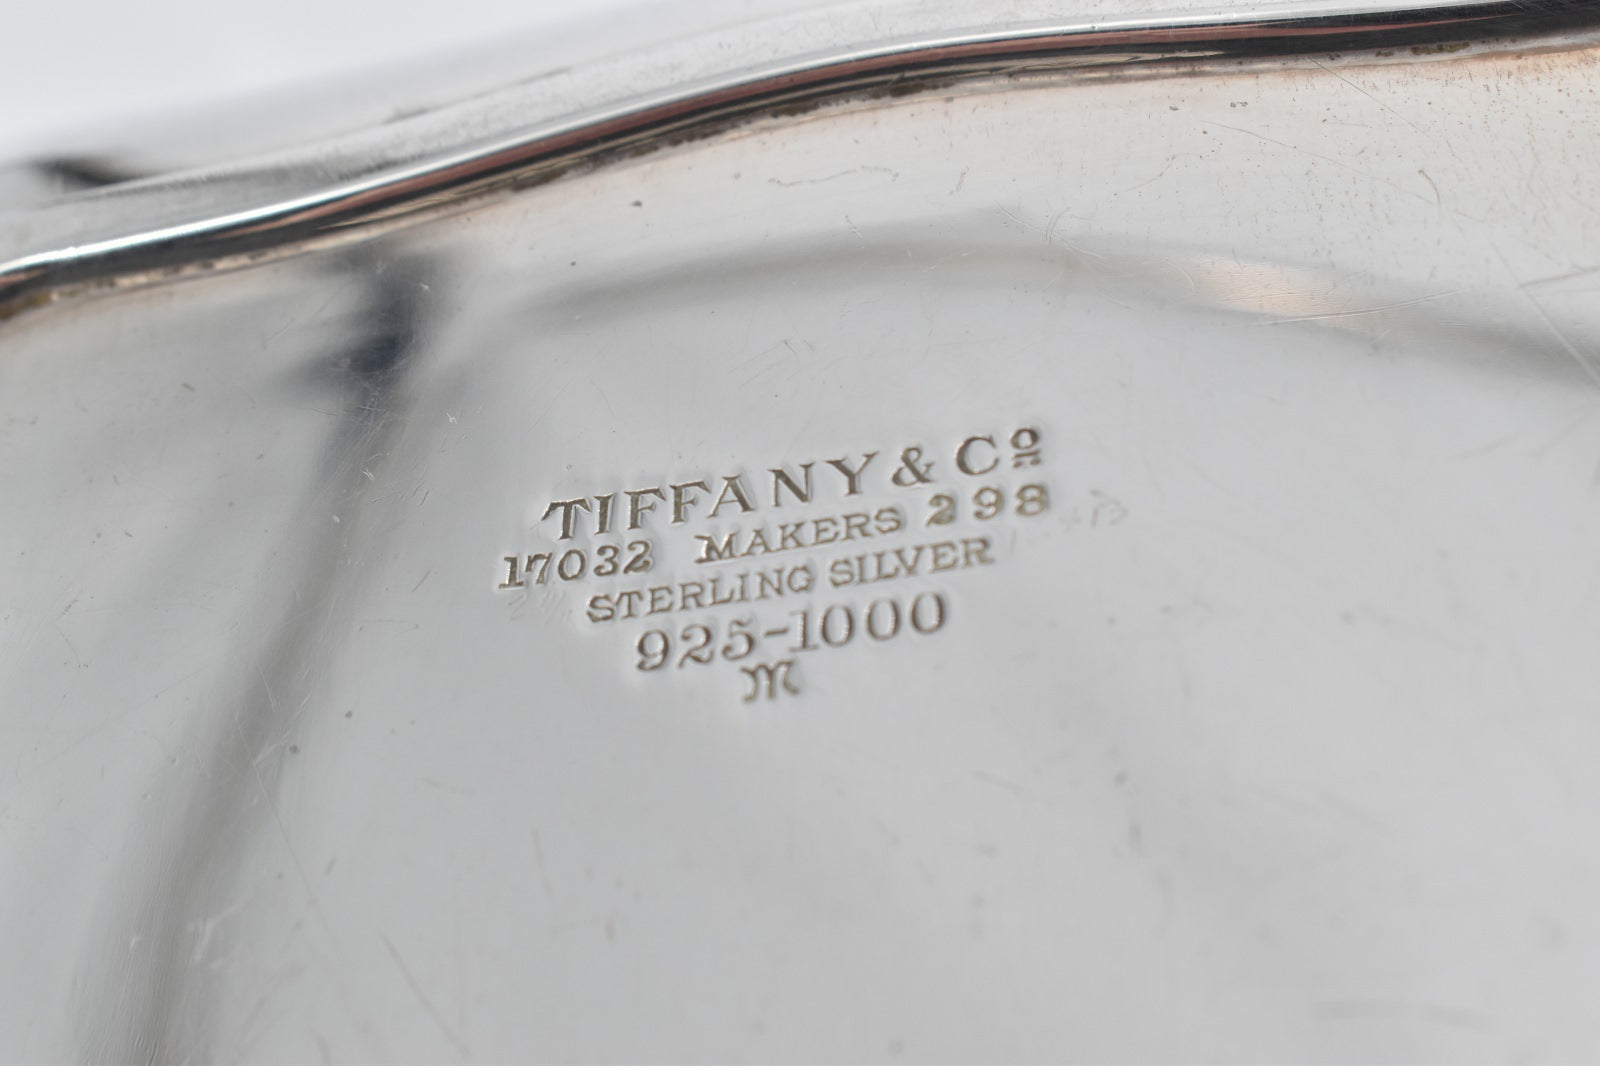 TIFFANY & Cº
17032 MAKERS 298
STERLING SILVER
925-1000
M